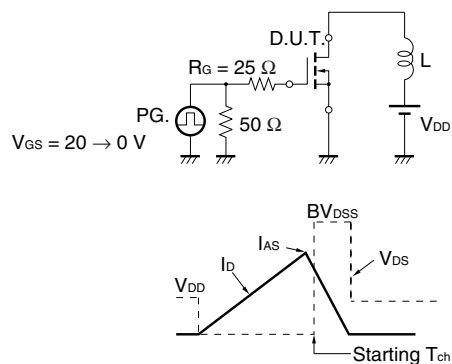 D.U.T.
RG = 25 Ω
L
PG.
50 Ω
VDD
VGS = 20 → 0 V
BVDSS
IAS
ID
VDS
VDD
Starting Tch